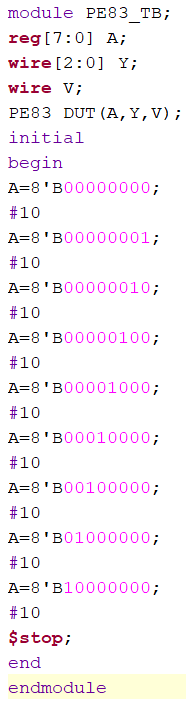 module PE83_TB;
reg[7:0] A;
wire[2:0] Y;
wire V;
PE83 DUT(A,Y,V);
initial
begin
A=8'B00000000;
#10
A=8'B00000001;
#10
A=8'B00000010;
#10
A=8'B00000100;
#10
A=8'B00001000;
#10
A=8'B00010000;
#10
A=8'B00100000;
#10
A=8'B01000000;
#10
A=8'B10000000;
#10
$stop;
end
endmodule